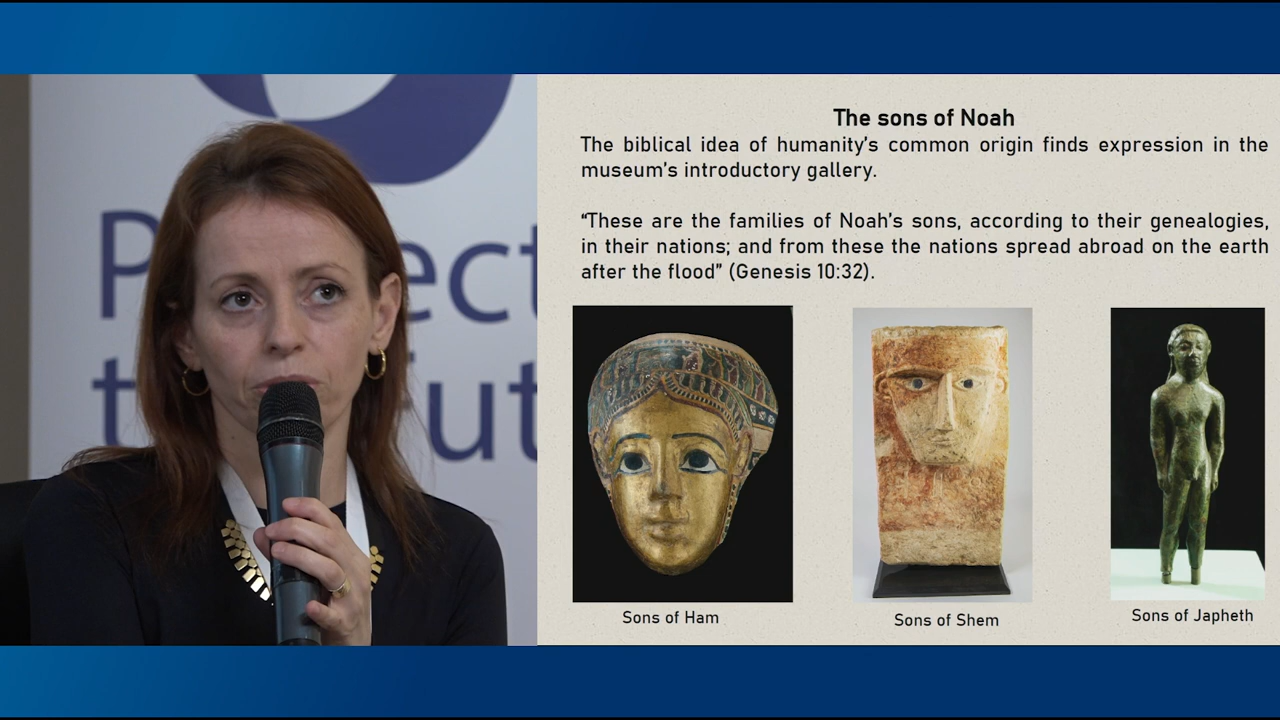 The sons of Noah
The biblical idea of humanity's common origin finds expression in the
museum's introductory gallery.
“These are the families of Noah's sons, according to their genealogies,
in their nations; and from these the nations spread abroad on the earth
after the flood” (Genesis 10:32).
Sons of Ham
Sons of Shem
Sons of Japheth